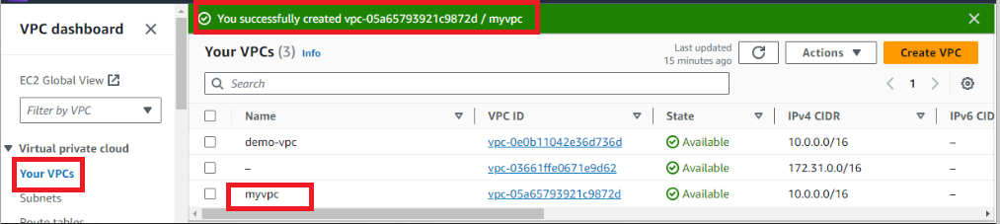 You successfully created vpc-05a65793921c9872d / myvpc
VPC dashboard
EC2 Global View
Filter by VPC
Virtual private cloud
Your VPCs
Subnets
Route tables
Your VPCs (3) Info
Last updated
15 minutes ago
Actions
Create VPC
Search
1
Name VPC ID State IPv4 CIDR IPv6 CID
demo-vpc vpc-0e0b11042e36d736d Available 10.0.0.0/16 –
– vpc-03661ffe0671e9d62 Available 172.31.0.0/16 –
myvpc vpc-05a65793921c9872d Available 10.0.0.0/16 –